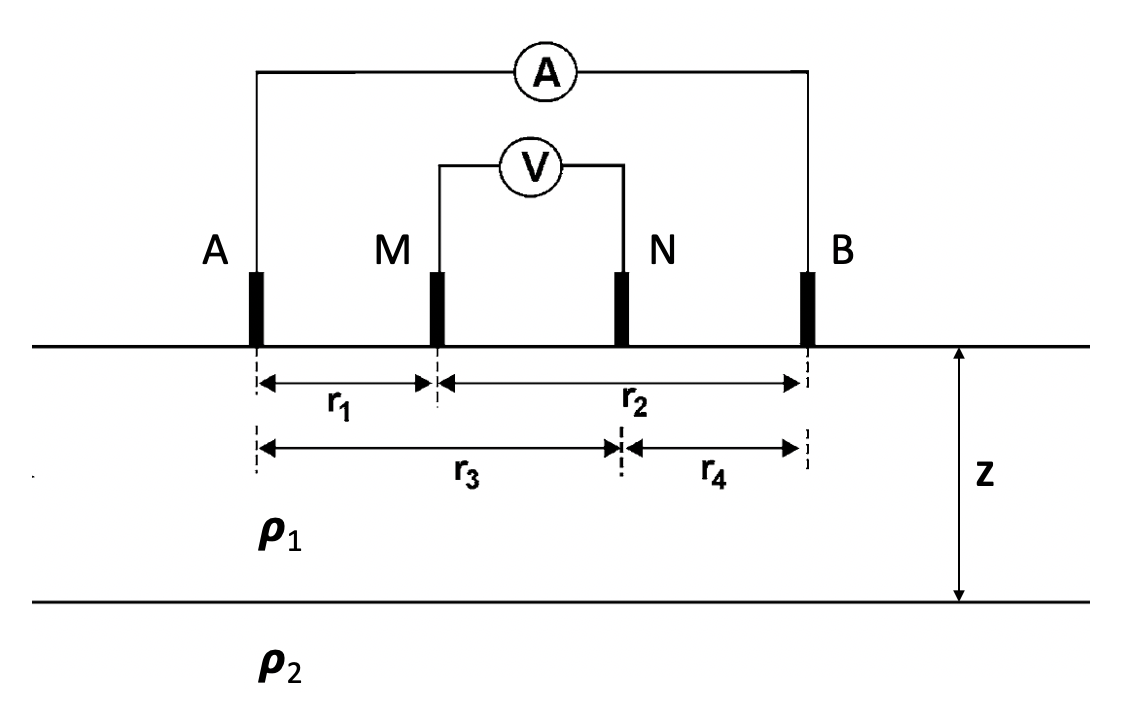 A
V
A M N B
r₁ r₂
r₃ r₄
z
ρ₁
ρ₂